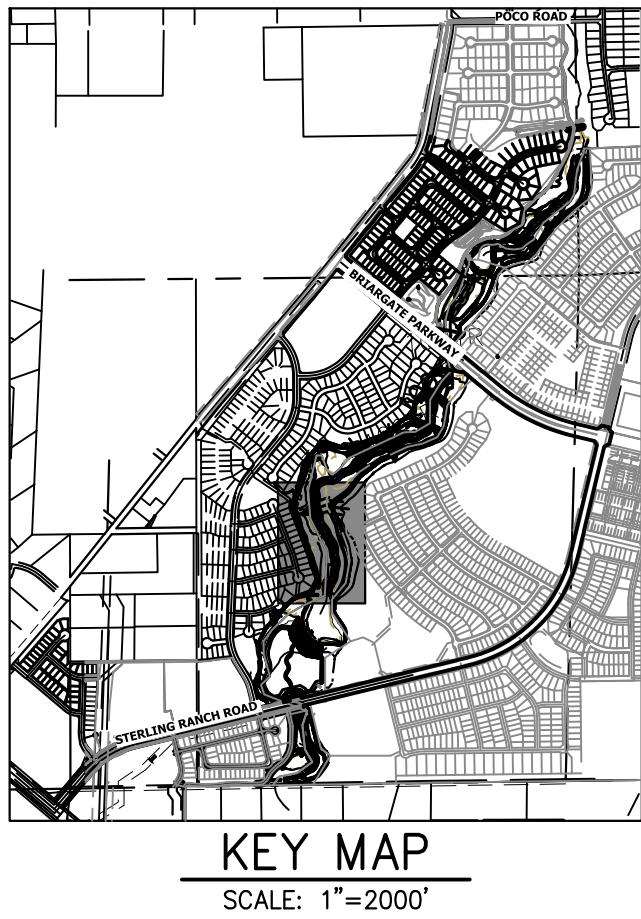 POCO ROAD
BRIARGATE PARKWAY
STERLING RANCH ROAD
KEY MAP
SCALE: 1"=2000'